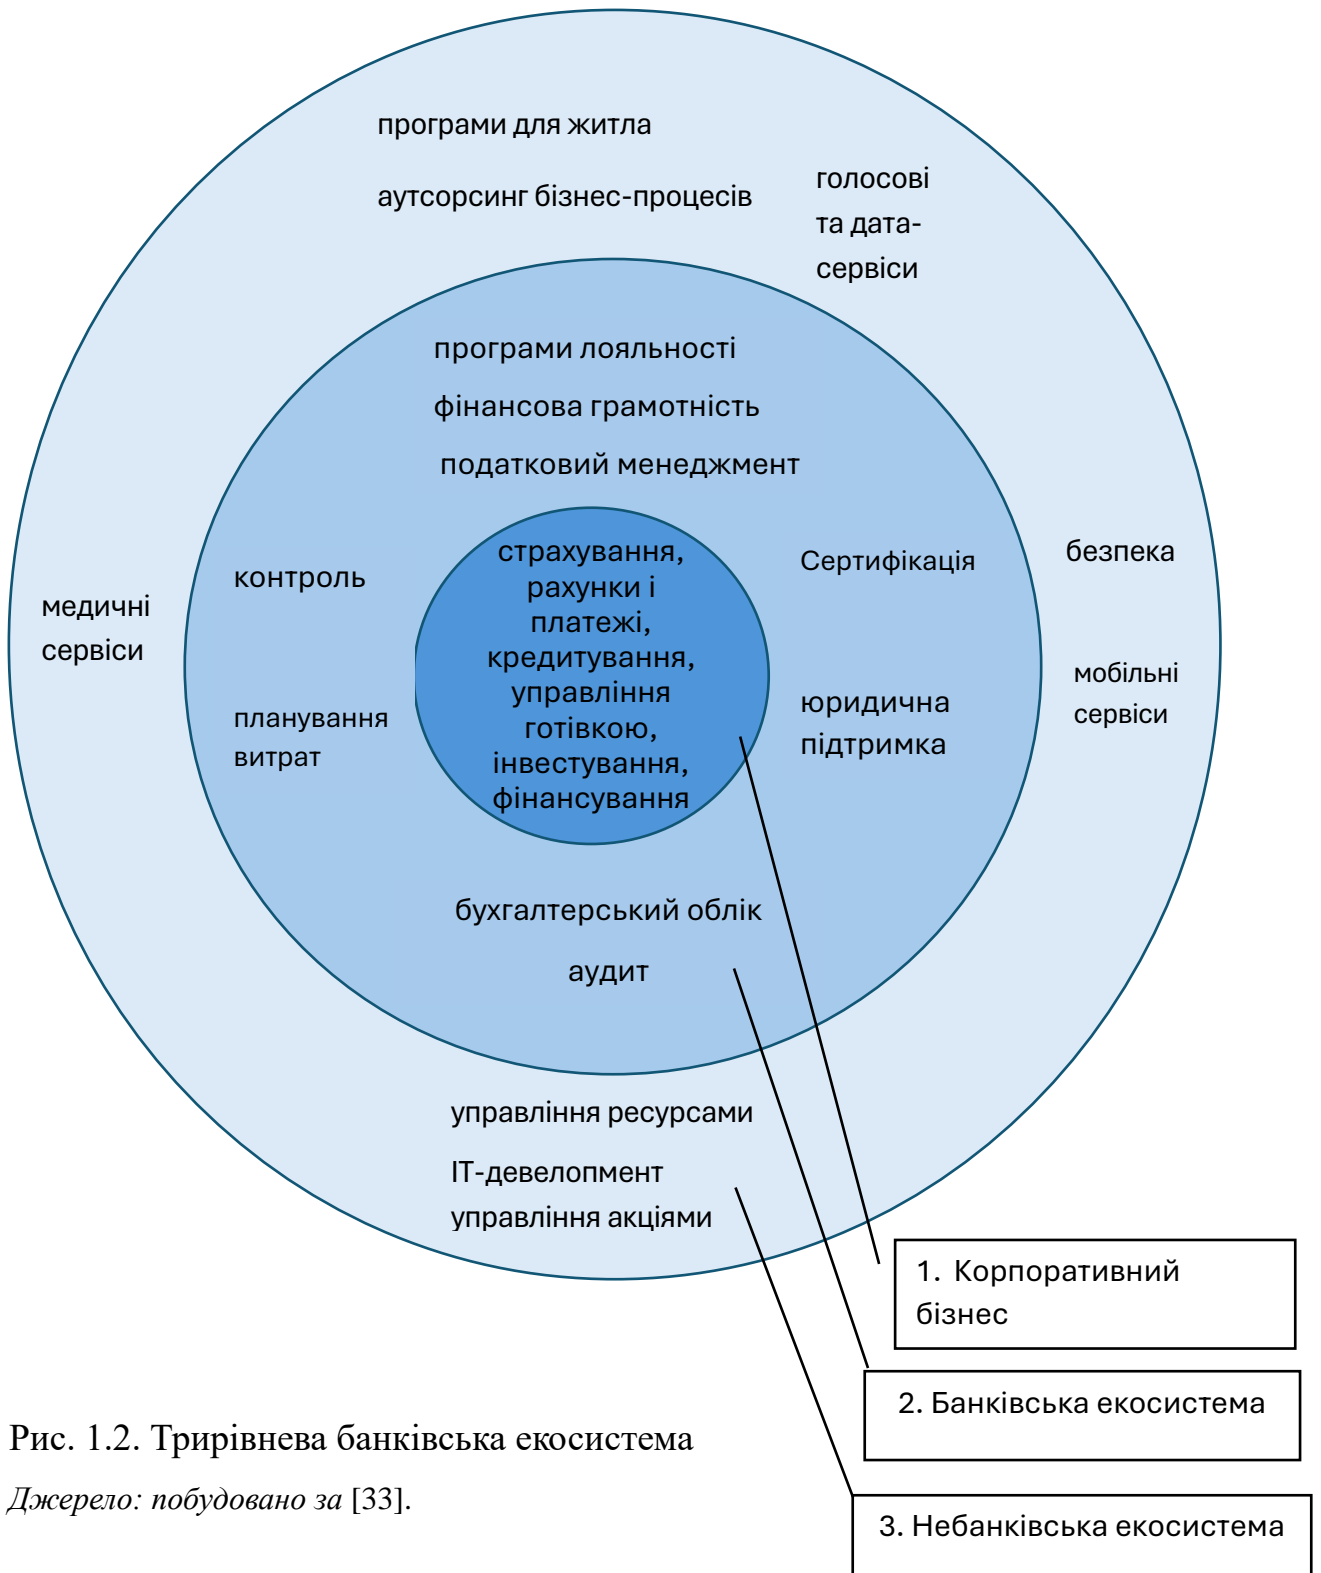 програми для житла
аутсорсинг бізнес-процесів
голосові
та дата-
сервіси
програми лояльності
фінансова грамотність
податковий менеджмент
страхування,
рахунки і
платежі,
кредитування,
управління
готівкою,
інвестування,
фінансування
контроль
планування
витрат
медичні
сервіси
Сертифікація
юридична
підтримка
безпека
мобільні
сервіси
бухгалтерський облік
аудит
управління ресурсами
ІТ-девелопмент
управління акціями
1. Корпоративний
бізнес
2. Банківська екосистема
3. Небанківська екосистема
Рис. 1.2. Трирівнева банківська екосистема
Джерело: побудовано за [33].